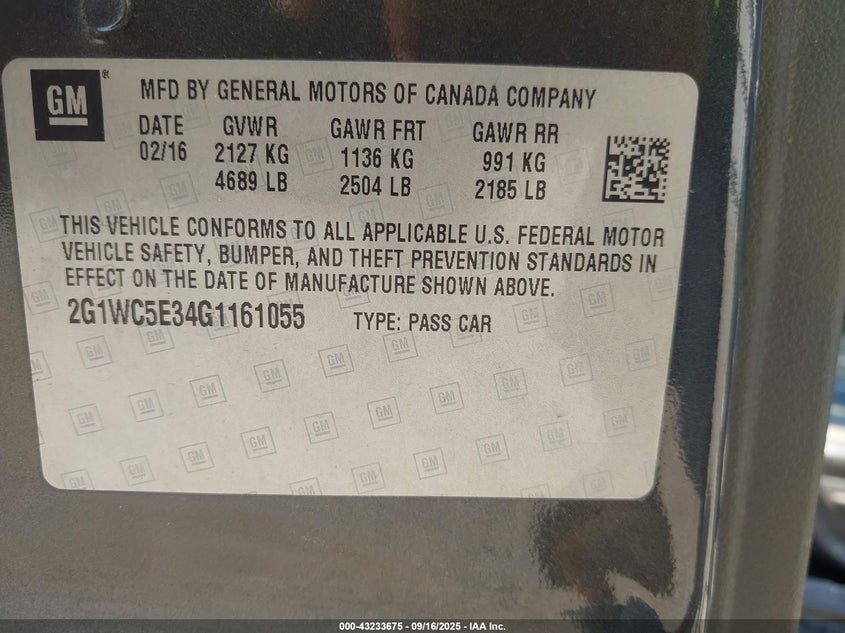 GM ®
MFD BY GENERAL MOTORS OF CANADA COMPANY
DATE GVWR GAWR FRT GAWR RR
02/16 2127 KG 1136 KG 991 KG
4689 LB 2504 LB 2185 LB
THIS VEHICLE CONFORMS TO ALL APPLICABLE U.S. FEDERAL MOTOR
VEHICLE SAFETY, BUMPER, AND THEFT PREVENTION STANDARDS IN
EFFECT ON THE DATE OF MANUFACTURE SHOWN ABOVE.
2G1WC5E34G1161055 TYPE: PASS CAR
000-43233675 - 09/16/2025 - IAA Inc.